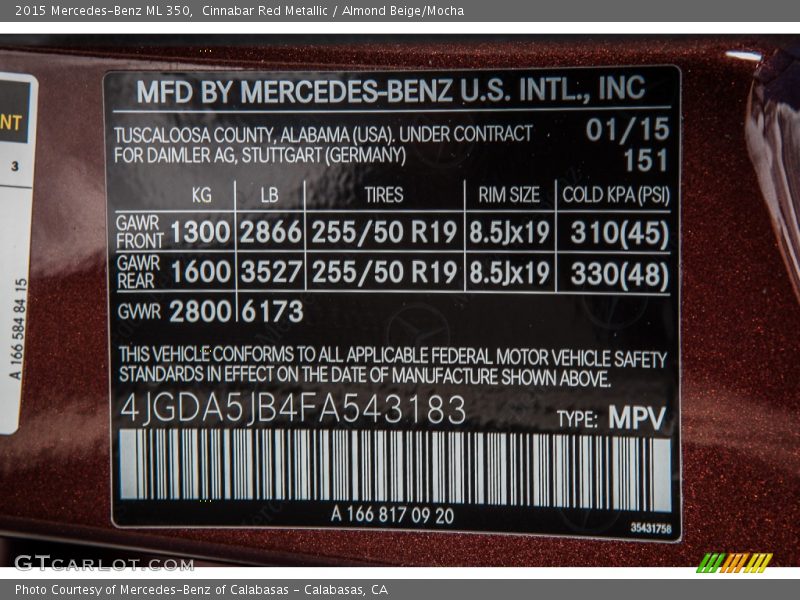 2015 Mercedes-Benz ML 350,  Cinnabar Red Metallic / Almond Beige/Mocha
NT
3
A 166 584 84 15
MFD BY MERCEDES-BENZ U.S. INTL., INC
TUSCALOOSA COUNTY, ALABAMA (USA). UNDER CONTRACT 01/15
FOR DAIMLER AG, STUTTGART (GERMANY) 151
KG LB TIRES RIM SIZE COLD KPA (PSI)
GAWR FRONT 1300 2866 255/50 R19 8.5Jx19 310(45)
GAWR REAR 1600 3527 255/50 R19 8.5Jx19 330(48)
GVWR 2800 6173
THIS VEHICLE CONFORMS TO ALL APPLICABLE FEDERAL MOTOR VEHICLE SAFETY
STANDARDS IN EFFECT ON THE DATE OF MANUFACTURE SHOWN ABOVE.
4JGDA5JB4FA543183 TYPE: MPV
A 166 817 09 20
35431758
GTCARLOT.COM
Photo Courtesy of Mercedes-Benz of Calabasas - Calabasas, CA